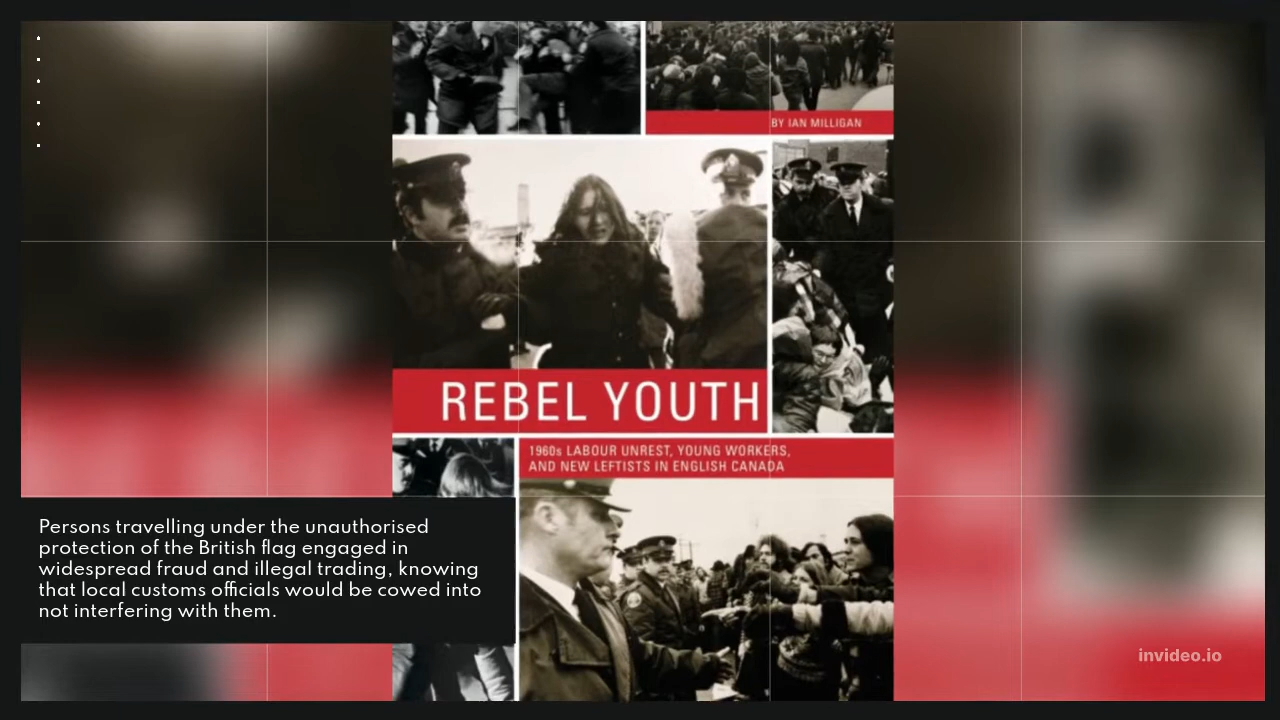 BY IAN MILLIGAN
REBEL YOUTH
1960s LABOUR UNREST, YOUNG WORKERS,
AND NEW LEFTISTS IN ENGLISH CANADA
Persons travelling under the unauthorised
protection of the British flag engaged in
widespread fraud and illegal trading, knowing
that local customs officials would be cowed into
not interfering with them.
invideo.io